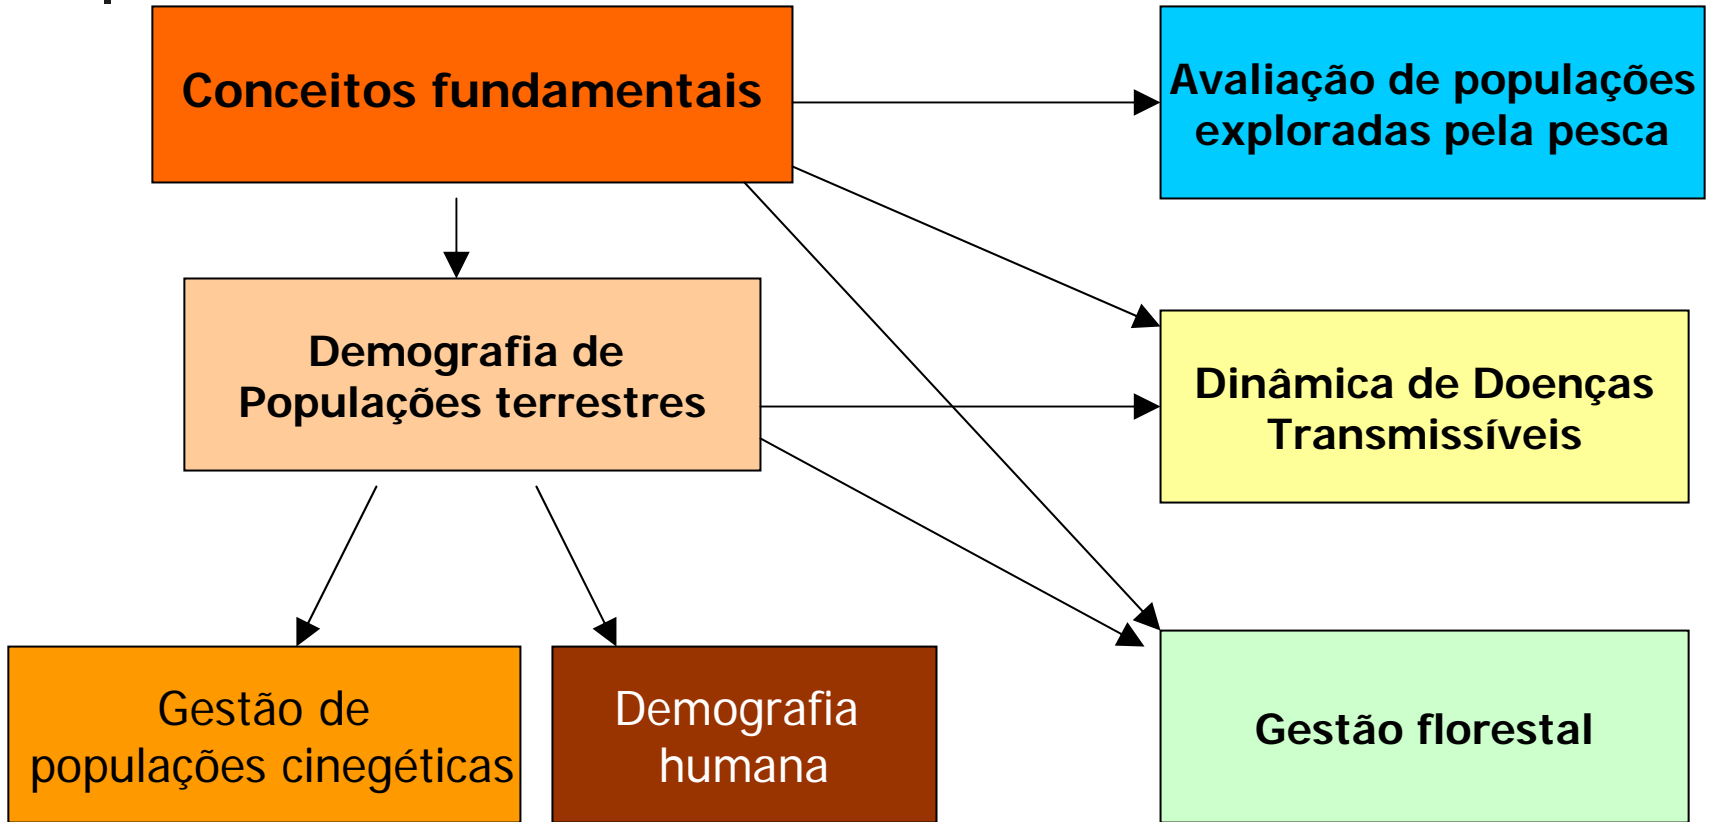 Conceitos fundamentais
Avaliação de populações
exploradas pela pesca
Demografia de
Populações terrestres
Dinâmica de Doenças
Transmissíveis
Gestão de
populações cinegéticas
Demografia
humana
Gestão florestal